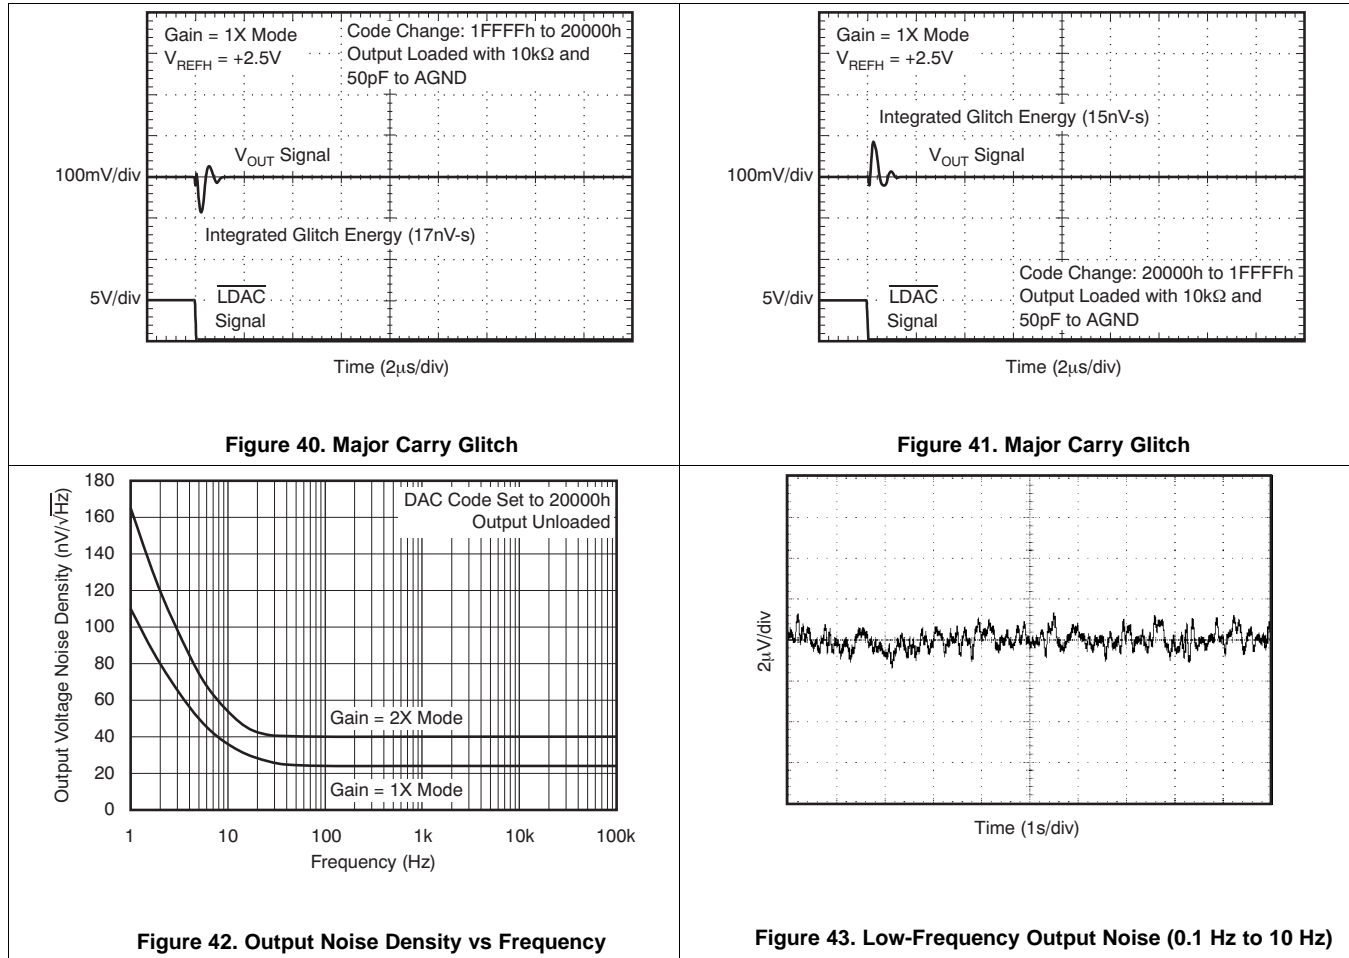 Gain = 1X Mode
V_REFH = +2.5V
Code Change: 1FFFFh to 20000h
Output Loaded with 10kΩ and
50pF to AGND
V_OUT Signal
100mV/div
Integrated Glitch Energy (17nV-s)
5V/div
LDAC
Signal
Time (2μs/div)
Figure 40. Major Carry Glitch
Gain = 1X Mode
V_REFH = +2.5V
Integrated Glitch Energy (15nV-s)
V_OUT Signal
100mV/div
Code Change: 20000h to 1FFFFh
Output Loaded with 10kΩ and
50pF to AGND
5V/div
LDAC
Signal
Time (2μs/div)
Figure 41. Major Carry Glitch
Output Voltage Noise Density (nV/√Hz)
180
160
140
120
100
80
60
40
20
0
DAC Code Set to 20000h
Output Unloaded
Gain = 2X Mode
Gain = 1X Mode
1 10 100 1k 10k 100k
Frequency (Hz)
Figure 42. Output Noise Density vs Frequency
2μV/div
Time (1s/div)
Figure 43. Low-Frequency Output Noise (0.1 Hz to 10 Hz)